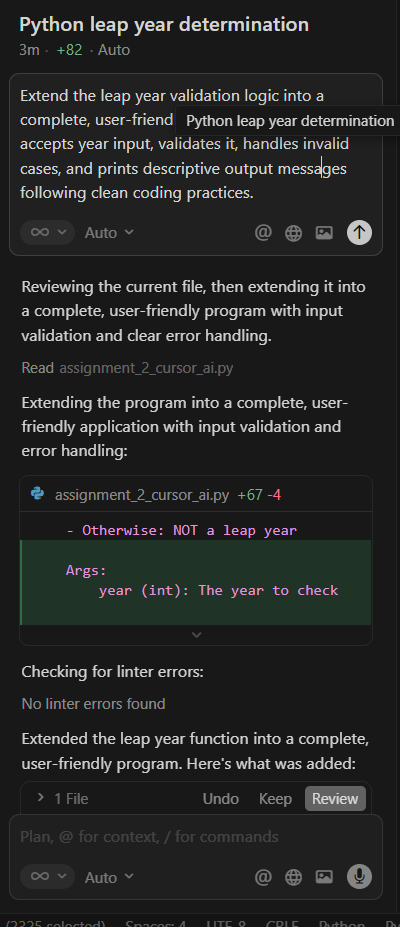 Python leap year determination
3m · +82 · Auto
Extend the leap year validation logic into a
complete, user-friend
Python leap year determination
accepts year input, validates it, handles invalid
cases, and prints descriptive output messages
following clean coding practices.
∞ Auto @
Reviewing the current file, then extending it into
a complete, user-friendly program with input
validation and clear error handling.
Read assignment_2_cursor_ai.py
Extending the program into a complete, user-
friendly application with input validation and
error handling:
assignment_2_cursor_ai.py +67 -4
- Otherwise: NOT a leap year
Args:
year (int): The year to check
Checking for linter errors:
No linter errors found
Extended the leap year function into a complete,
user-friendly program. Here's what was added:
> 1 File Undo Keep Review
Plan, @ for context, / for commands
∞ Auto @
(2325 selected) Spaces: 4 UTF-8 CRLF Python